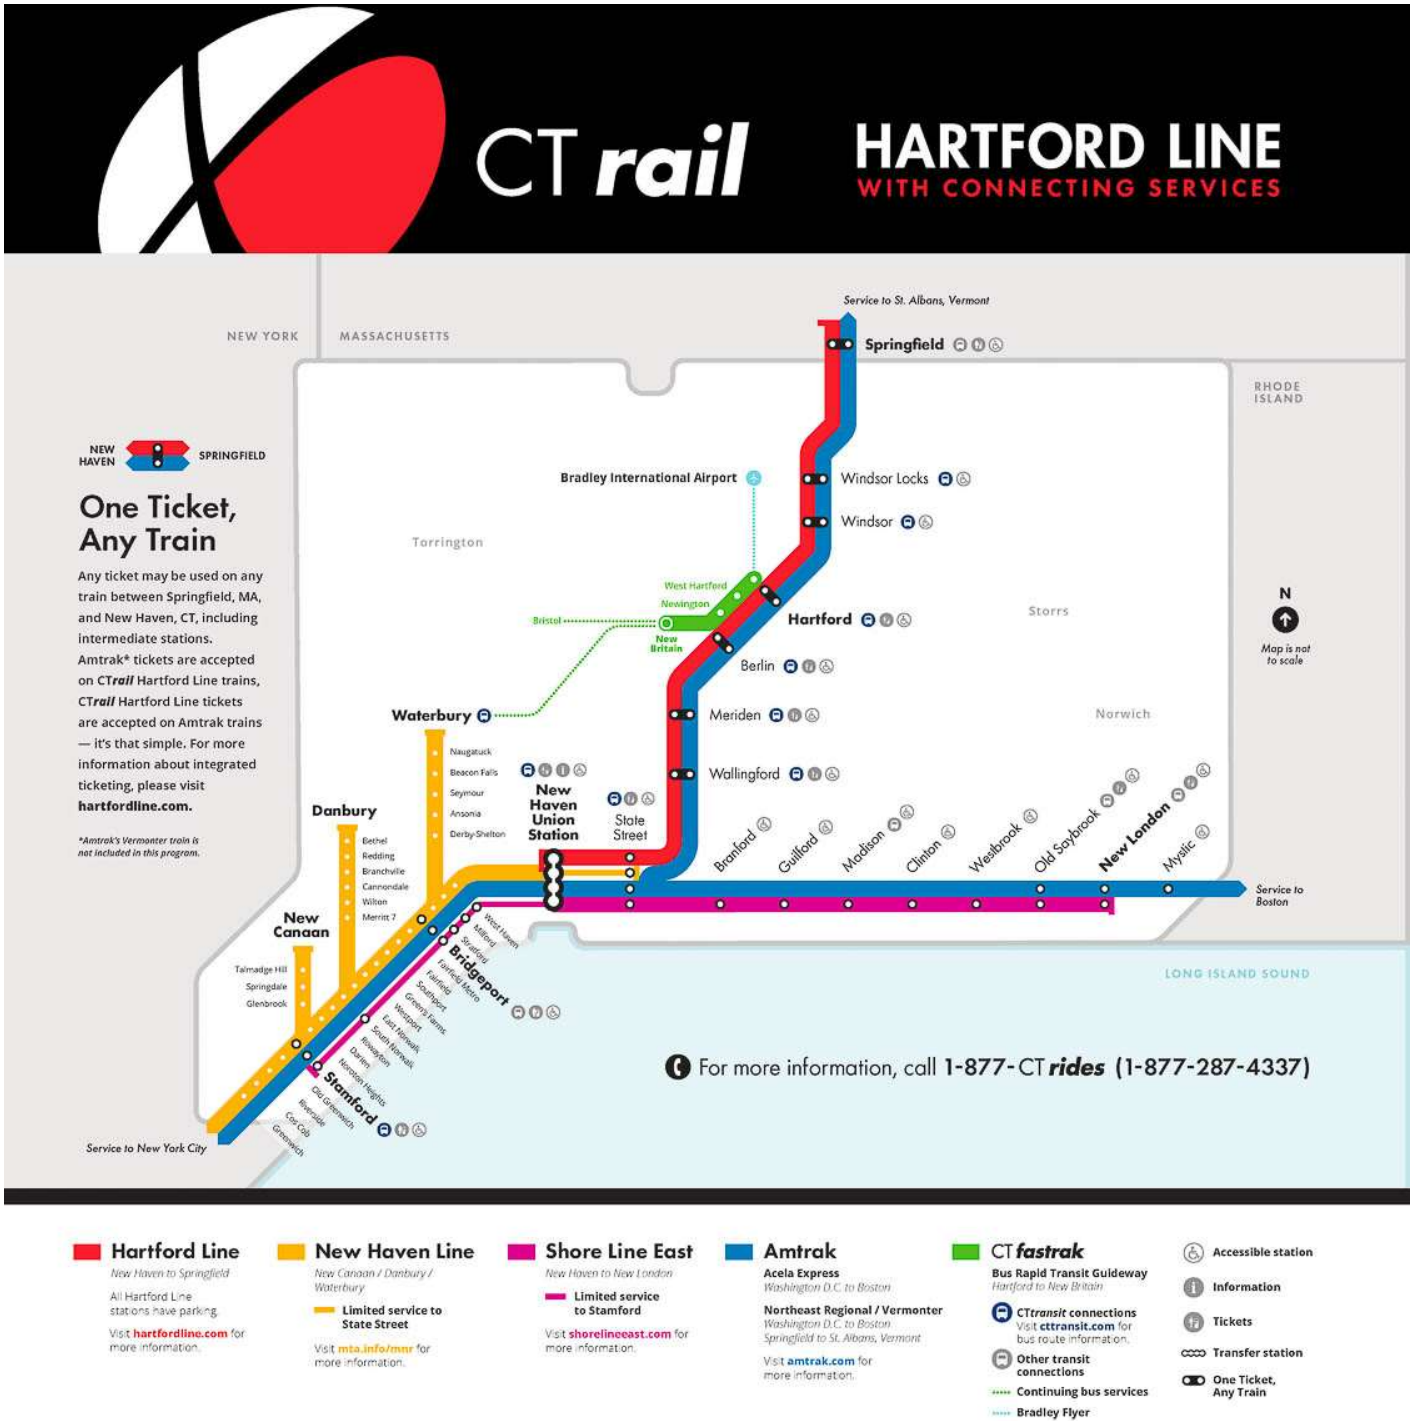 CTrail
HARTFORD LINE
WITH CONNECTING SERVICES
Service to St. Albans, Vermont
NEW YORK
MASSACHUSETTS
Springfield
RHODE
ISLAND
NEW
HAVEN
SPRINGFIELD
One Ticket,
Any Train
Any ticket may be used on any
train between Springfield, MA,
and New Haven, CT, including
intermediate stations.
Amtrak* tickets are accepted
on CTrail Hartford Line trains,
CTrail Hartford Line tickets
are accepted on Amtrak trains
— it's that simple. For more
information about integrated
ticketing, please visit
hartfordline.com.
*Amtrak's Vermonter train is
not included in this program.
Bradley International Airport
Windsor Locks
Windsor
Torrington
West Hartford
Newington
Bristol
New
Britain
Hartford
Storrs
N
Map is not
to scale
Berlin
Waterbury
Meriden
Norwich
Naugatuck
Beacon Falls
Seymour
Ansonia
Derby-Shelton
New
Haven
Union
Station
State
Street
Wallingford
Danbury
Bethel
Redding
Branchville
Cannondale
Wilton
Merritt 7
Branford
Guilford
Madison
Clinton
Wesbrook
Old Saybrook
New London
Mystic
Service to
Boston
New
Canaan
Talmadge Hill
Springdale
Glenbrook
West Haven
Milford
Stratford
Bridgeport
Fairfield Metro
Fairfield
Southport
Green's Farms
Westport
East Norwalk
South Norwalk
Rowayton
Darien
Noroton Heights
Stamford
Old Greenwich
Riverside
Cos Cob
Greenwich
LONG ISLAND SOUND
For more information, call 1-877-CTrides (1-877-287-4337)
Service to New York City
Hartford Line
New Haven to Springfield
All Hartford Line
stations have parking.
Visit hartfordline.com for
more information.
New Haven Line
New Canaan / Danbury /
Waterbury
Limited service to
State Street
Visit mta.info/mnr for
more information.
Shore Line East
New Haven to New London
Limited service
to Stamford
Visit shorelineeast.com for
more information.
Amtrak
Acela Express
Washington D.C. to Boston
Northeast Regional / Vermonter
Washington D.C. to Boston
Springfield to St. Albans, Vermont
Visit amtrak.com for
more information.
CTfastrak
Bus Rapid Transit Guideway
Hartford to New Britain
CTtransit connections
Visit cttransit.com for
bus route information.
Other transit
connections
Continuing bus services
Bradley Flyer
Accessible station
Information
Tickets
Transfer station
One Ticket,
Any Train